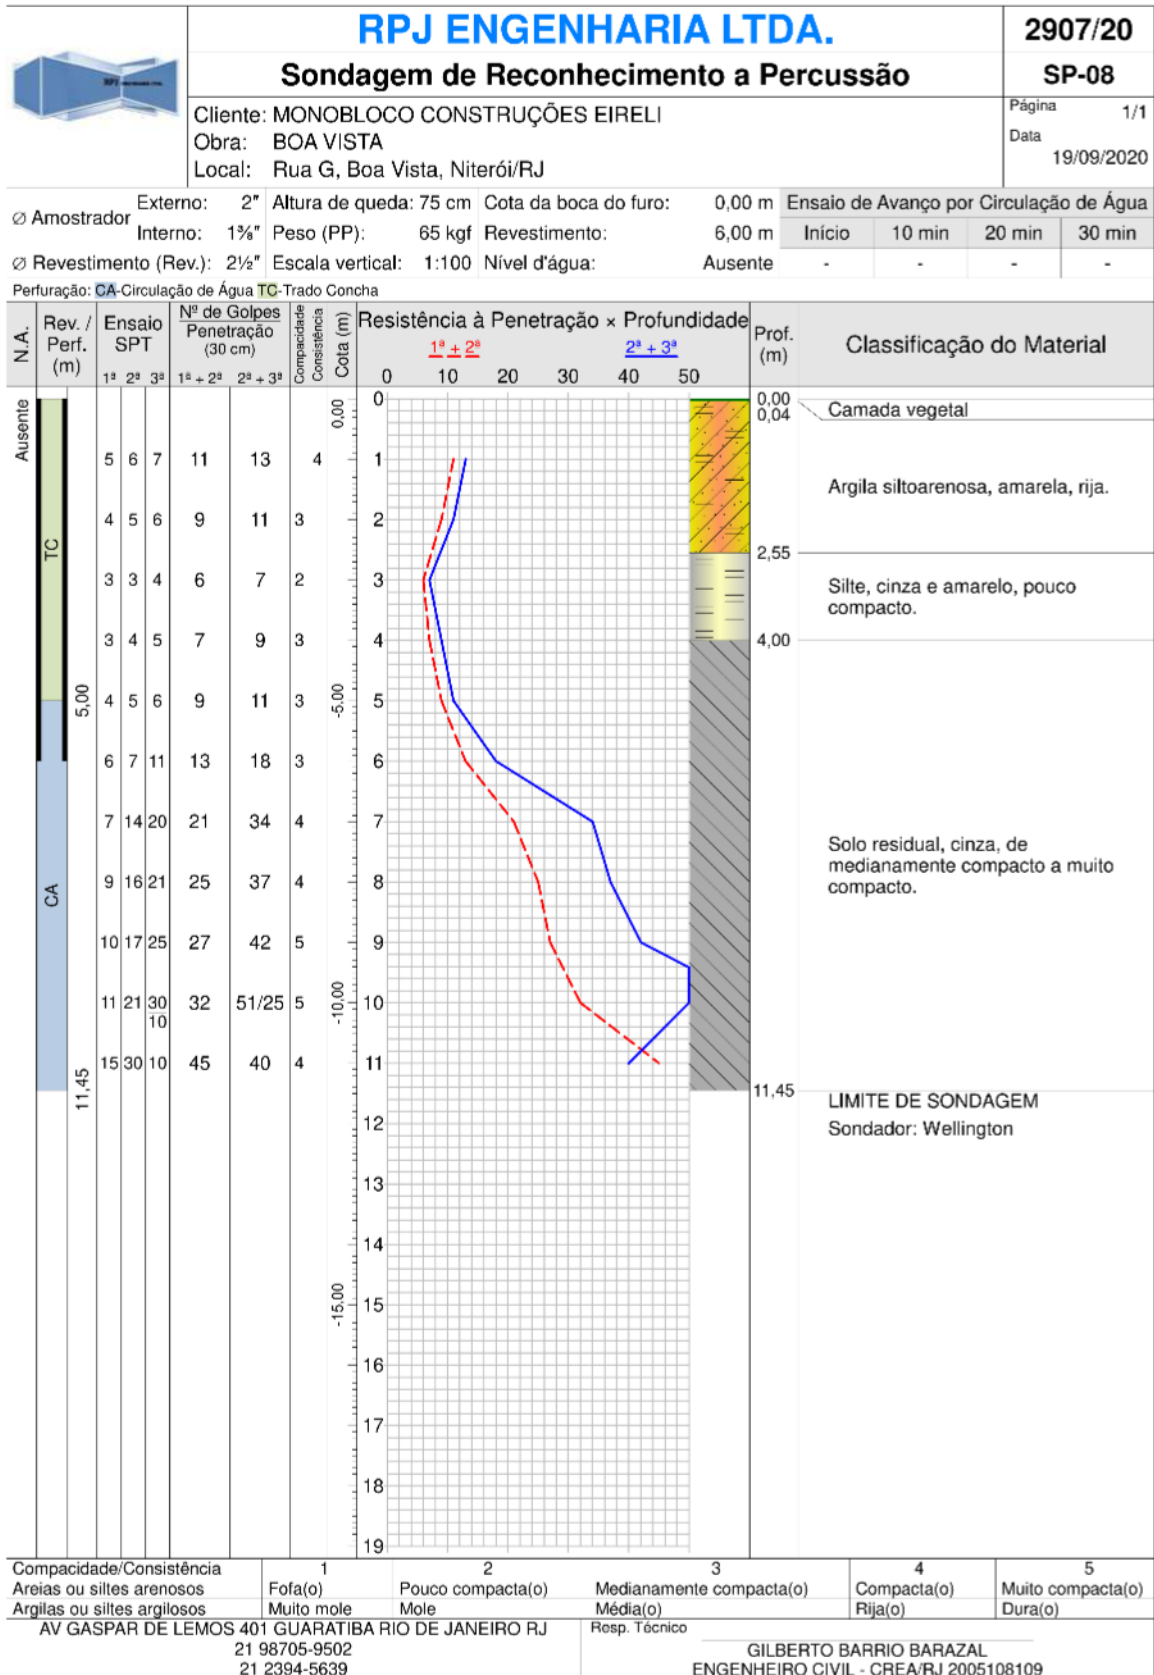 RPJ ENGENHARIA LTDA.
2907/20
Sondagem de Reconhecimento a Percussão
SP-08
Cliente: MONOBLOCO CONSTRUÇÕES EIRELI
Obra: BOA VISTA
Local: Rua G, Boa Vista, Niterói/RJ
Página 1/1
Data
19/09/2020
Ø Amostrador Externo: 2" Altura de queda: 75 cm Cota da boca do furo: 0,00 m Ensaio de Avanço por Circulação de Água
Interno: 1⅜" Peso (PP): 65 kgf Revestimento: 6,00 m Início 10 min 20 min 30 min
Ø Revestimento (Rev.): 2½" Escala vertical: 1:100 Nível d'água: Ausente - - - -
Perfuração: CA-Circulação de Água TC-Trado Concha
N.A.
Rev. / Perf. (m)
Ensaio SPT
1ª 2ª 3ª
Nº de Golpes
Penetração
(30 cm)
1ª + 2ª 2ª + 3ª
Compacidade
Consistência
Cota (m)
Resistência à Penetração × Profundidade
1ª + 2ª 2ª + 3ª
0 10 20 30 40 50
Prof. (m)
Classificação do Material
Ausente
TC
5,00
CA
11,45
0,00
-5,00
-10,00
-15,00
0
5 6 7 11 13 4 1
4 5 6 9 11 3 2
3 3 4 6 7 2 3
3 4 5 7 9 3 4
4 5 6 9 11 3 5
6 7 11 13 18 3 6
7 14 20 21 34 4 7
9 16 21 25 37 4 8
10 17 25 27 42 5 9
11 21 30/10 32 51/25 5 10
15 30 10 45 40 4 11
12
13
14
15
16
17
18
19
0,00
0,04
Camada vegetal
Argila siltoarenosa, amarela, rija.
2,55
Silte, cinza e amarelo, pouco
compacto.
4,00
Solo residual, cinza, de
medianamente compacto a muito
compacto.
11,45
LIMITE DE SONDAGEM
Sondador: Wellington
Compacidade/Consistência 1 2 3 4 5
Areias ou siltes arenosos Fofa(o) Pouco compacta(o) Medianamente compacta(o) Compacta(o) Muito compacta(o)
Argilas ou siltes argilosos Muito mole Mole Média(o) Rija(o) Dura(o)
AV GASPAR DE LEMOS 401 GUARATIBA RIO DE JANEIRO RJ
21 98705-9502
21 2394-5639
Resp. Técnico
GILBERTO BARRIO BARAZAL
ENGENHEIRO CIVIL - CREA/RJ 2005108109